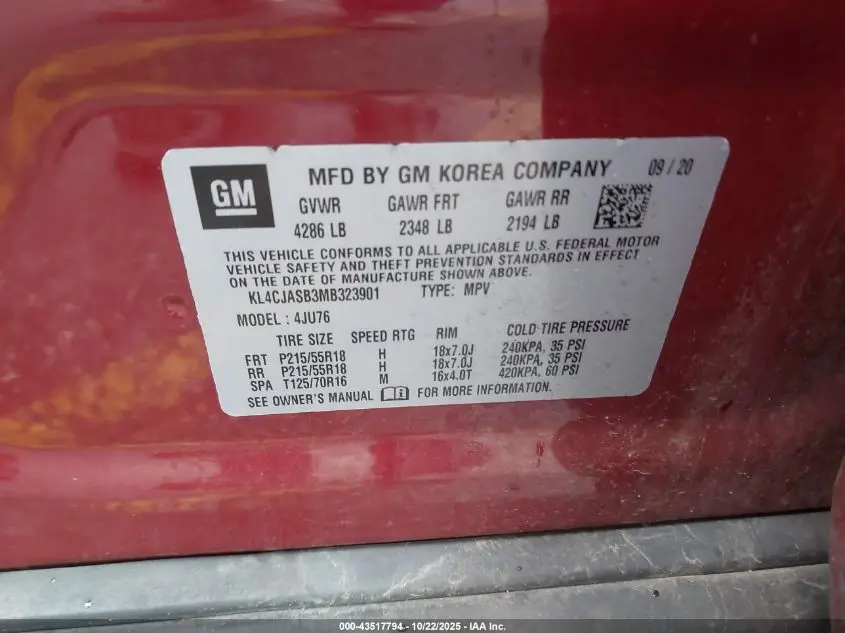 GM
MFD BY GM KOREA COMPANY 09/20
GVWR GAWR FRT GAWR RR
4286 LB 2348 LB 2194 LB
THIS VEHICLE CONFORMS TO ALL APPLICABLE U.S. FEDERAL MOTOR
VEHICLE SAFETY AND THEFT PREVENTION STANDARDS IN EFFECT
ON THE DATE OF MANUFACTURE SHOWN ABOVE.
KL4CJASB3MB323901 TYPE: MPV
MODEL : 4JU76
TIRE SIZE SPEED RTG RIM COLD TIRE PRESSURE
FRT P215/55R18 H 18x7.0J 240KPA, 35 PSI
RR P215/55R18 H 18x7.0J 240KPA, 35 PSI
SPA T125/70R16 M 16x4.0T 420KPA, 60 PSI
SEE OWNER'S MANUAL FOR MORE INFORMATION.
000-43517794 - 10/22/2025 - IAA Inc.